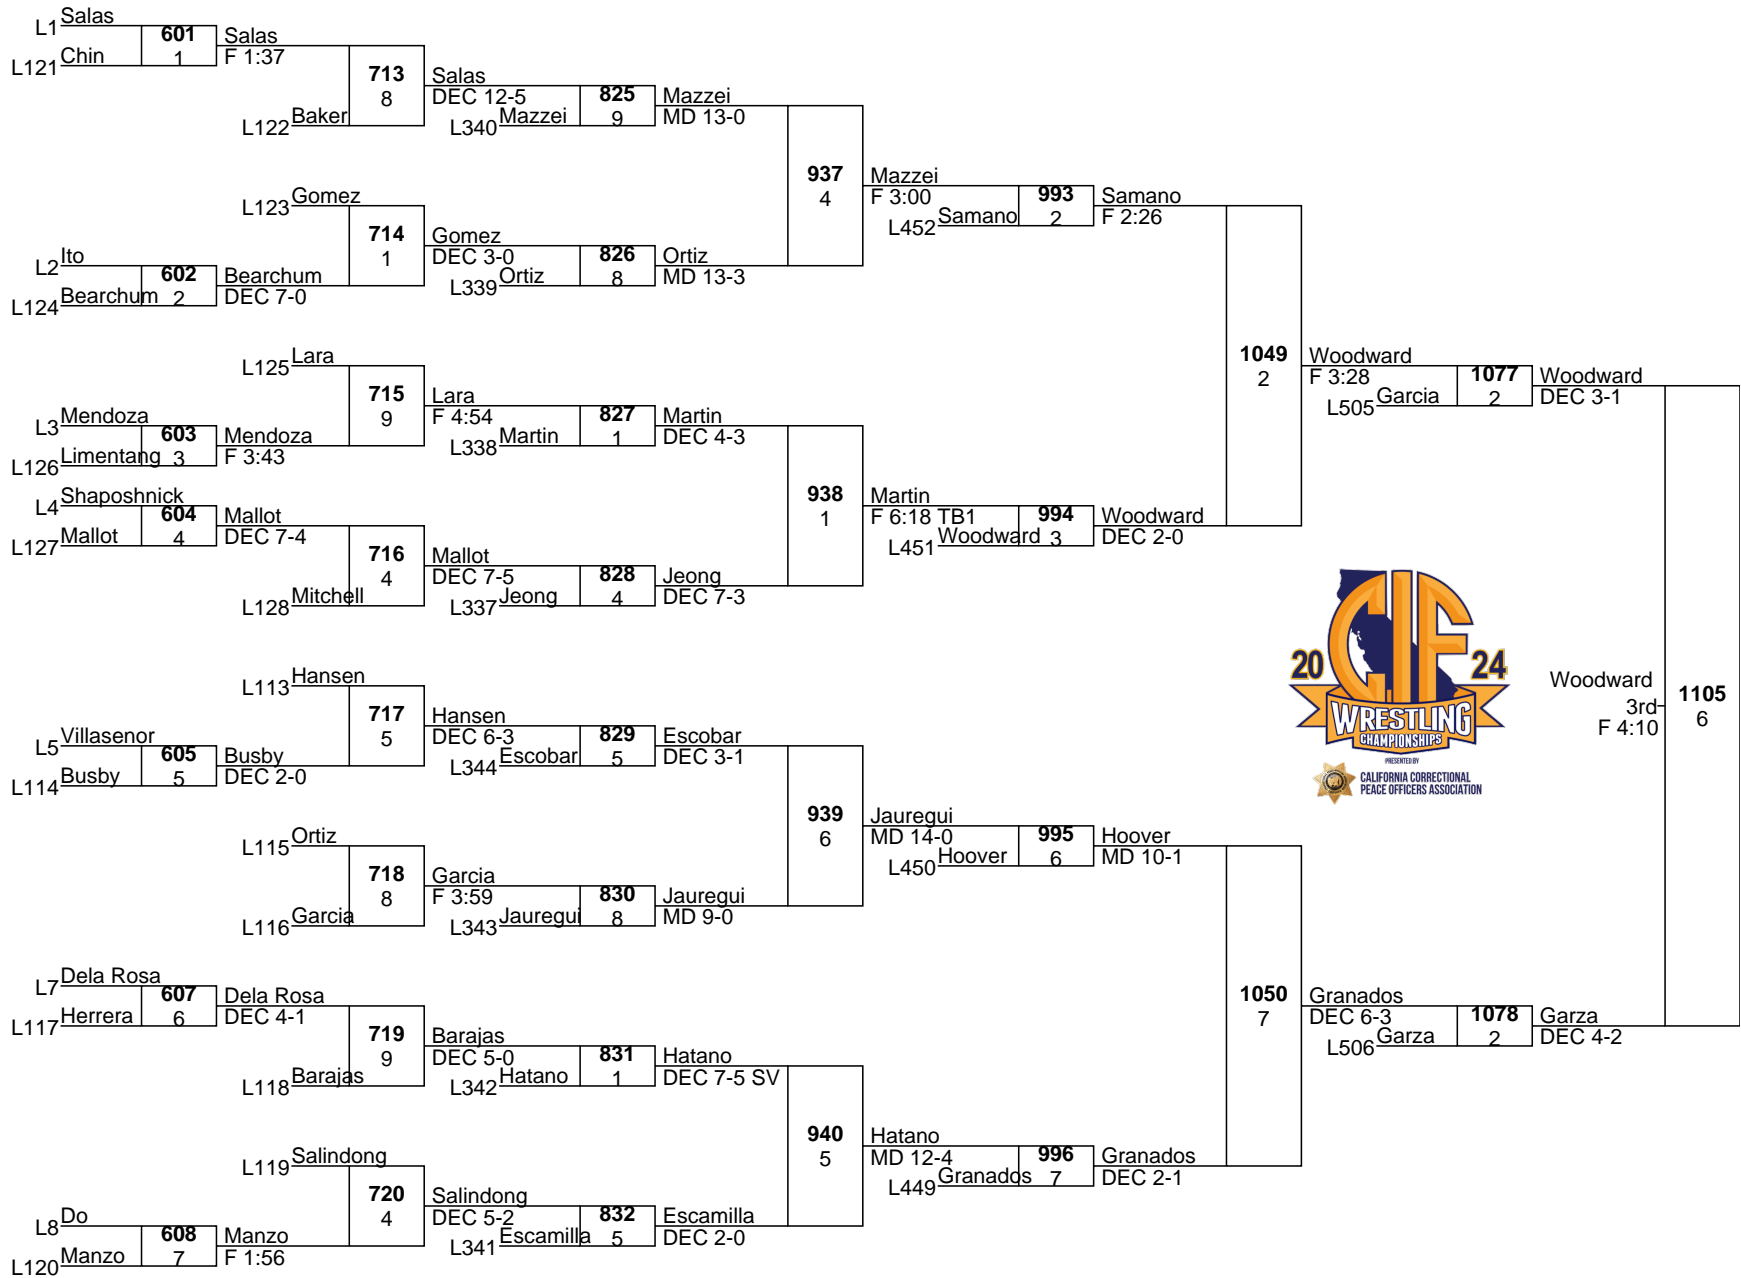 L1 Salas
601
1
Salas
F 1:37
L121 Chin
713
8
Salas
DEC 12-5
L122 Baker
825
9
L340 Mazzei
Mazzei
MD 13-0
937
4
Mazzei
F 3:00
993
2
L452 Samano
Samano
F 2:26
L123 Gomez
714
1
Gomez
DEC 3-0
826
8
L339 Ortiz
Ortiz
MD 13-3
L2 Ito
602
2
Bearchum
DEC 7-0
L124 Bearchum
1049
2
Woodward
F 3:28
1077
2
L505 Garcia
Woodward
DEC 3-1
L125 Lara
715
9
Lara
F 4:54
827
1
L338 Martin
Martin
DEC 4-3
L3 Mendoza
603
3
Mendoza
F 3:43
L126 Limentang
938
1
Martin
F 6:18 TB1
994
3
L451 Woodward
Woodward
DEC 2-0
L4 Shaposhnick
604
4
Mallot
DEC 7-4
L127 Mallot
716
4
Mallot
DEC 7-5
L128 Mitchell
828
4
L337 Jeong
Jeong
DEC 7-3
20 CIF 24
WRESTLING
CHAMPIONSHIPS
PRESENTED BY
CALIFORNIA CORRECTIONAL
PEACE OFFICERS ASSOCIATION
Woodward
3rd
F 4:10
1105
6
L113 Hansen
717
5
Hansen
DEC 6-3
829
5
L344 Escobar
Escobar
DEC 3-1
L5 Villasenor
605
5
Busby
DEC 2-0
L114 Busby
939
6
Jauregui
MD 14-0
995
6
L450 Hoover
Hoover
MD 10-1
L115 Ortiz
718
8
Garcia
F 3:59
L116 Garcia
830
8
L343 Jauregui
Jauregui
MD 9-0
1050
7
Granados
DEC 6-3
1078
2
L506 Garza
Garza
DEC 4-2
L7 Dela Rosa
607
6
Dela Rosa
DEC 4-1
L117 Herrera
719
9
Barajas
DEC 5-0
L118 Barajas
831
1
L342 Hatano
Hatano
DEC 7-5 SV
940
5
Hatano
MD 12-4
996
7
L449 Granados
Granados
DEC 2-1
L119 Salindong
720
4
Salindong
DEC 5-2
832
5
L341 Escamilla
Escamilla
DEC 2-0
L8 Do
608
7
Manzo
F 1:56
L120 Manzo